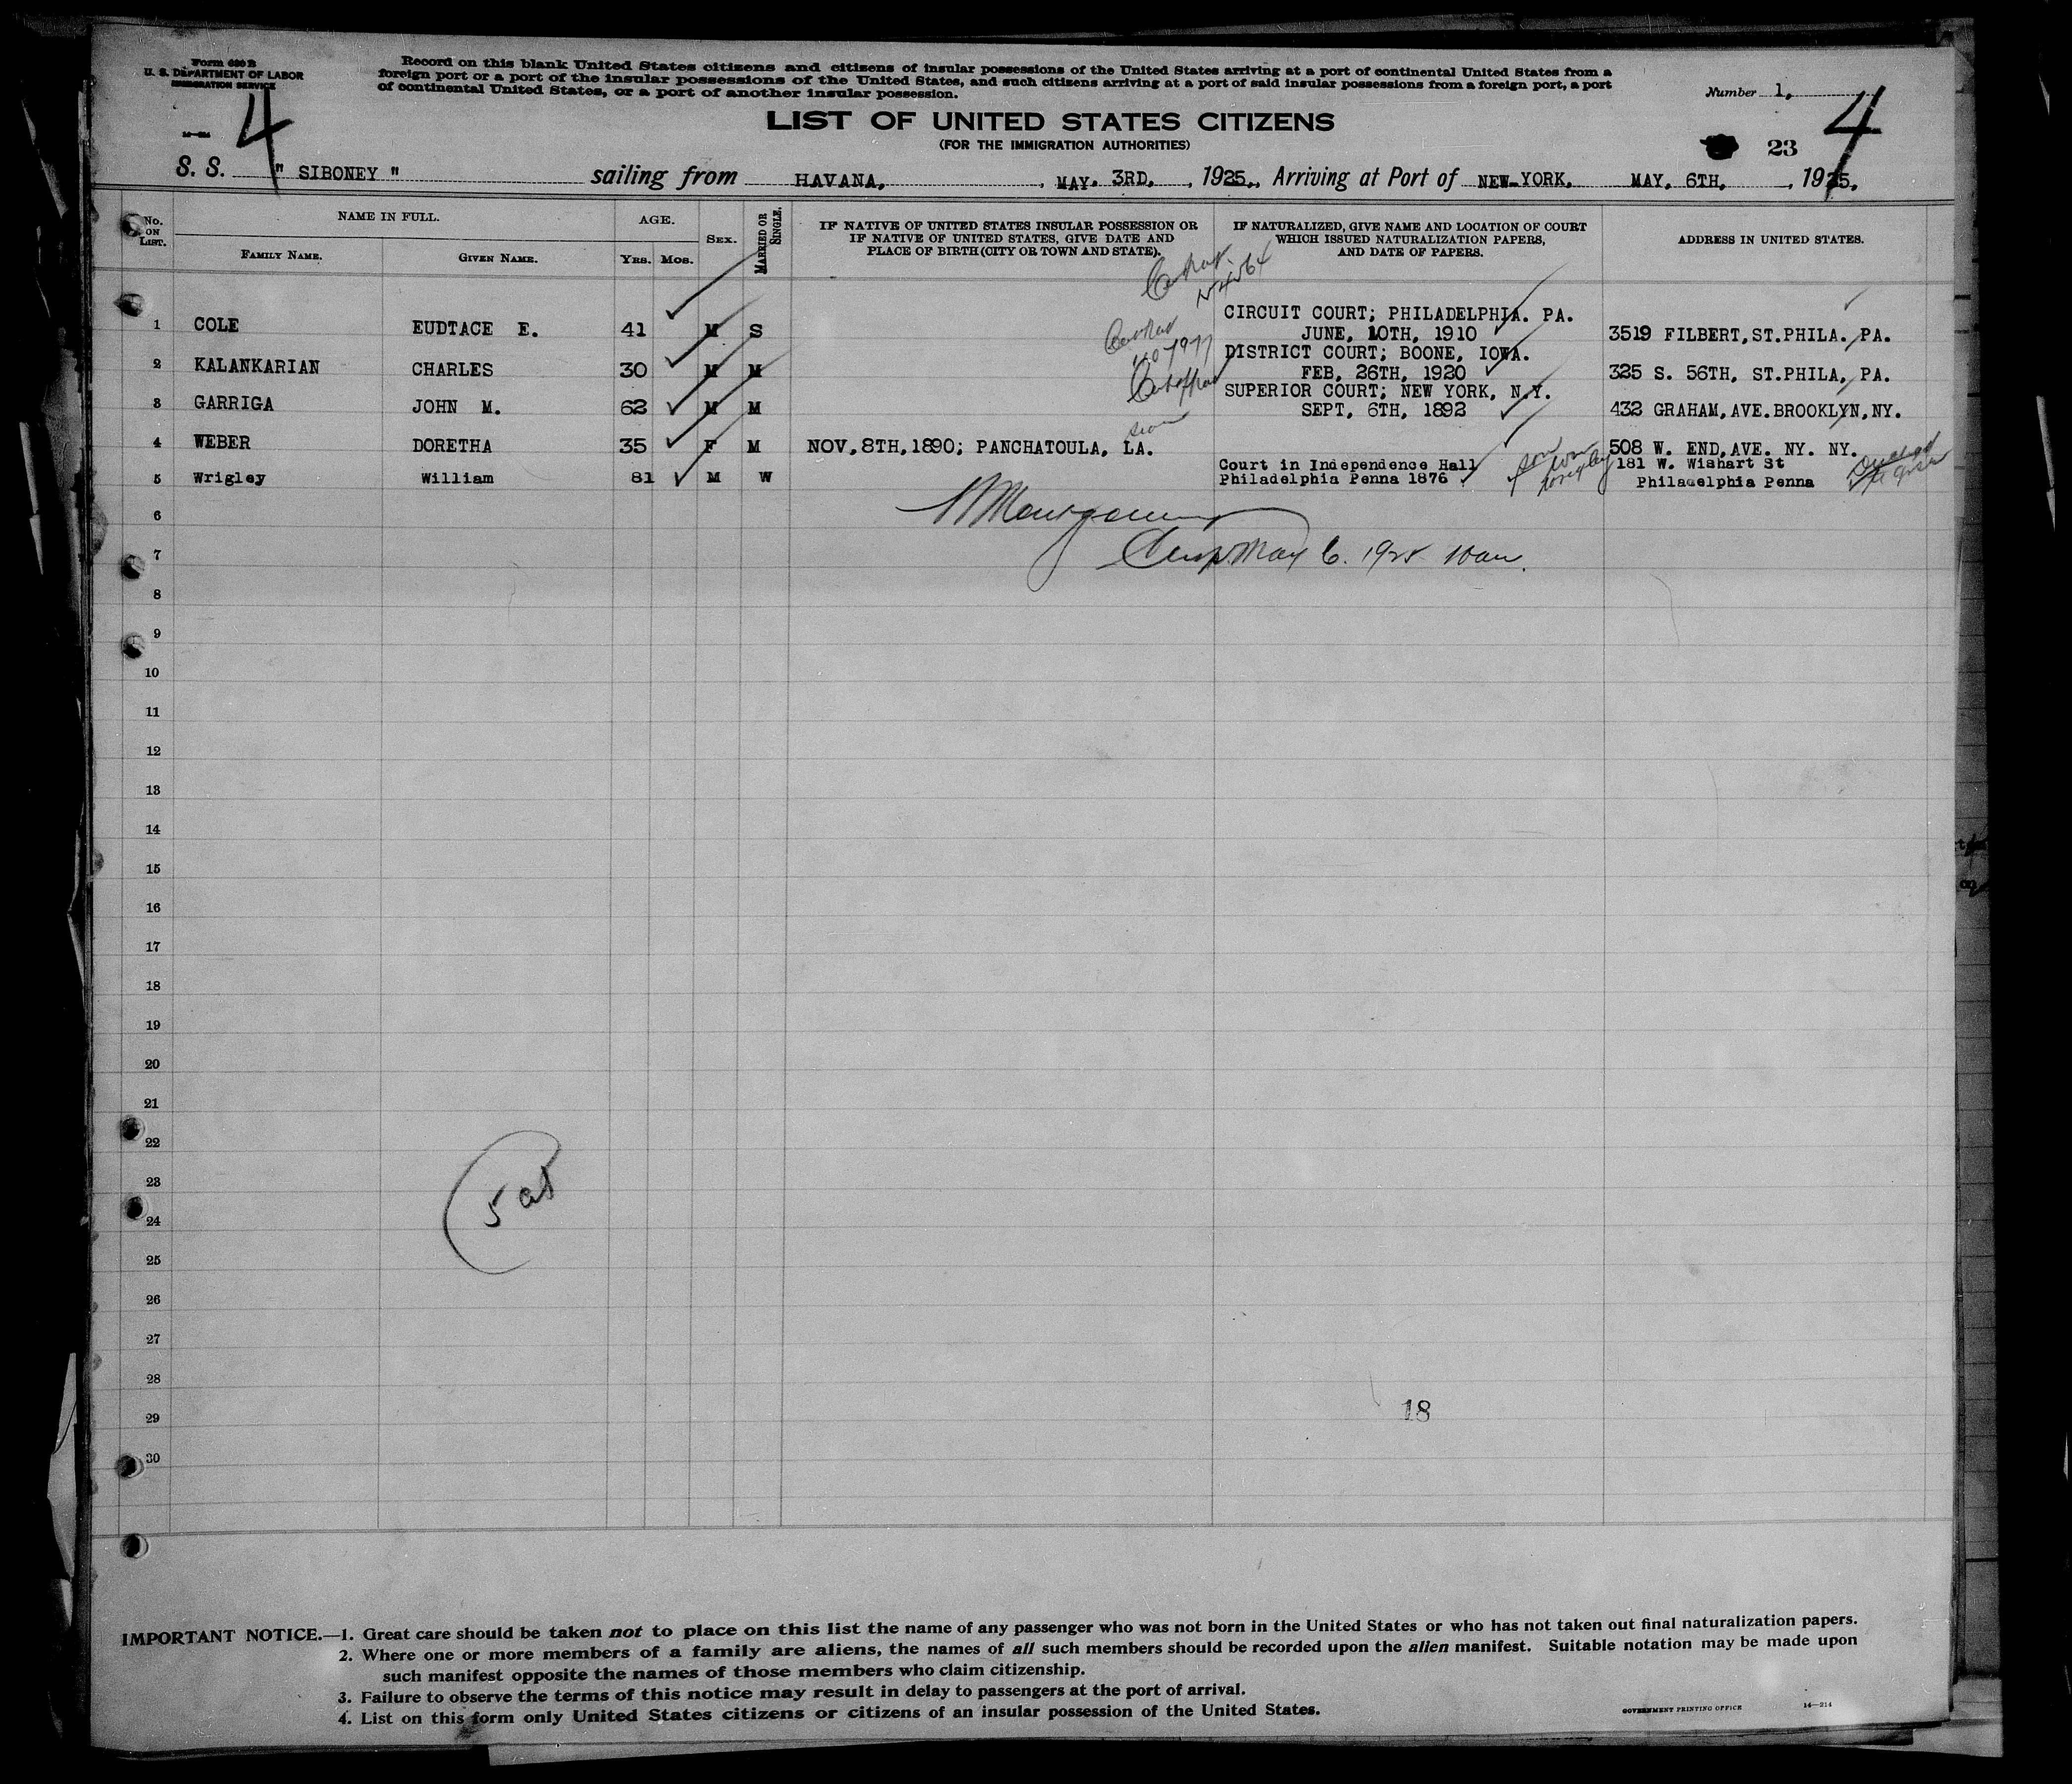 Form 630 B
U. S. DEPARTMENT OF LABOR
IMMIGRATION SERVICE
Record on this blank United States citizens and citizens of insular possessions of the United States arriving at a port of continental United States from a
foreign port or a port of the insular possessions of the United States, and such citizens arriving at a port of said insular possessions from a foreign port, a port
of continental United States, or a port of another insular possession.
Number 1,
4
4
LIST OF UNITED STATES CITIZENS
(FOR THE IMMIGRATION AUTHORITIES)
23
S. S. " SIBONEY " sailing from HAVANA, , MAY. 3RD, , 1925., Arriving at Port of NEW-YORK, MAY, 6TH, , 1925.
No. ON LIST. NAME IN FULL. AGE. SEX. MARRIED OR SINGLE. IF NATIVE OF UNITED STATES INSULAR POSSESSION OR IF NATIVE OF UNITED STATES, GIVE DATE AND PLACE OF BIRTH (CITY OR TOWN AND STATE). IF NATURALIZED, GIVE NAME AND LOCATION OF COURT WHICH ISSUED NATURALIZATION PAPERS, AND DATE OF PAPERS. ADDRESS IN UNITED STATES.
FAMILY NAME. GIVEN NAME. YRS. MOS.
CIRCUIT COURT; PHILADELPHIA. PA.
1 COLE EUDTACE E. 41 M S JUNE, 10TH, 1910 3519 FILBERT, ST. PHILA. PA.
DISTRICT COURT; BOONE, IOWA.
2 KALANKARIAN CHARLES 30 M M FEB, 26TH, 1920 325 S. 56TH, ST. PHILA, PA.
SUPERIOR COURT; NEW YORK, N.Y.
3 GARRIGA JOHN M. 62 M M SEPT, 6TH, 1892 432 GRAHAM, AVE. BROOKLYN, NY.
4 WEBER DORETHA 35 F M NOV, 8TH, 1890; PANCHATOULA, LA. 508 W. END, AVE. NY. NY.
Court in Independence Hall 181 W. Wishart St
5 Wrigley William 81 M W Philadelphia Penna 1876 Philadelphia Penna
6
May 6. 1925 10am.
7
8
9
10
11
12
13
14
15
16
17
18
19
20
21
22
23
5
24
25
26
27
28
18
29
30
IMPORTANT NOTICE.—1. Great care should be taken not to place on this list the name of any passenger who was not born in the United States or who has not taken out final naturalization papers.
2. Where one or more members of a family are aliens, the names of all such members should be recorded upon the alien manifest. Suitable notation may be made upon
such manifest opposite the names of those members who claim citizenship.
3. Failure to observe the terms of this notice may result in delay to passengers at the port of arrival.
4. List on this form only United States citizens or citizens of an insular possession of the United States.
GOVERNMENT PRINTING OFFICE 14—214